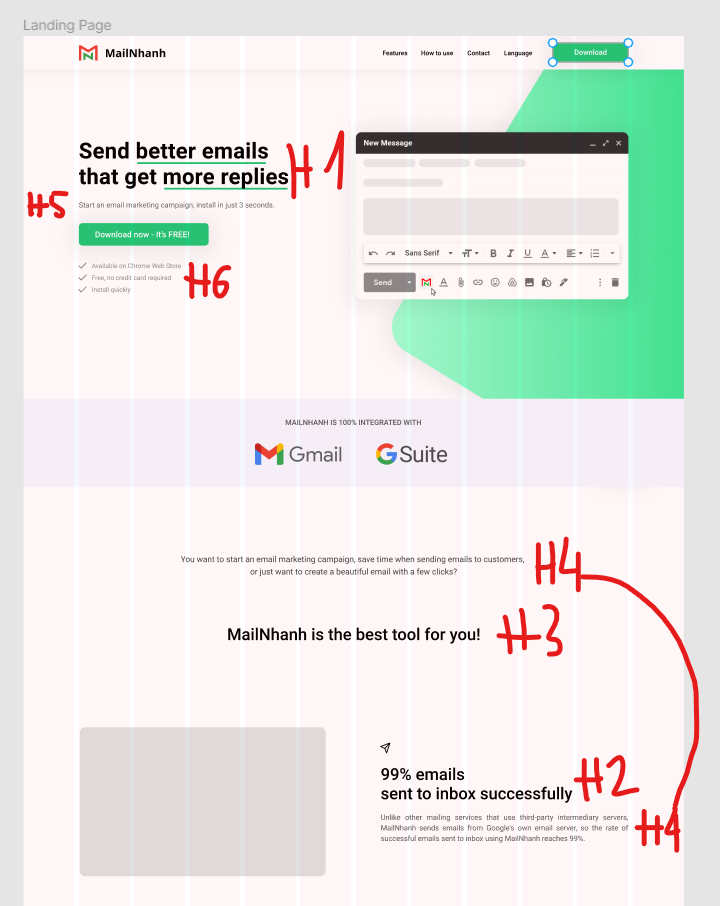 Landing Page
MailNhanh
Features How to use Contact Language Download
Send better emails
that get more replies
H1
H5
Start an email marketing campaign, install in just 3 seconds.
Download now - It's FREE!
Available on Chrome Web Store
Free, no credit card required
Install quickly
H6
New Message
Sans Serif
Send
MAILNHANH IS 100% INTEGRATED WITH
Gmail G Suite
You want to start an email marketing campaign, save time when sending emails to customers,
or just want to create a beautiful email with a few clicks?
H4
MailNhanh is the best tool for you!
H3
99% emails
sent to inbox successfully
H2
Unlike other mailing services that use third-party intermediary servers,
MailNhanh sends emails from Google's own email server, so the rate of
successful emails sent to inbox using MailNhanh reaches 99%.
H4